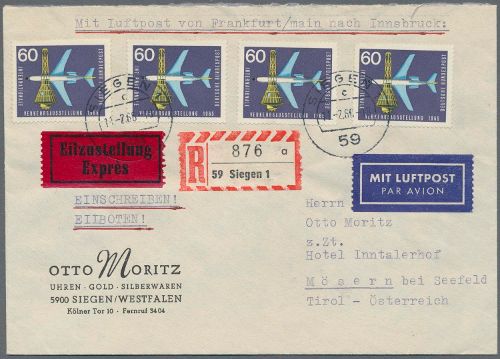 Mit Luftpost von Frankfurt/main nach Innsbruck:
60 60 60 60
DEUTSCHE BUNDESPOST
VERKEHRSAUSSTELLUNG 1965
SIEGEN
c
59
Eilzustellung
Exprès
R 876 a
59 Siegen 1
MIT LUFTPOST
PAR AVION
EINSCHREIBEN!
EIlBOTEN!
Herrn
Otto Moritz
z.Zt.
Hotel Inntalerhof
Mösern bei Seefeld
Tirol - Österreich
OTTO MORITZ
UHREN · GOLD · SILBERWAREN
5900 SIEGEN/WESTFALEN
Kölner Tor 10 · Fernruf 3404